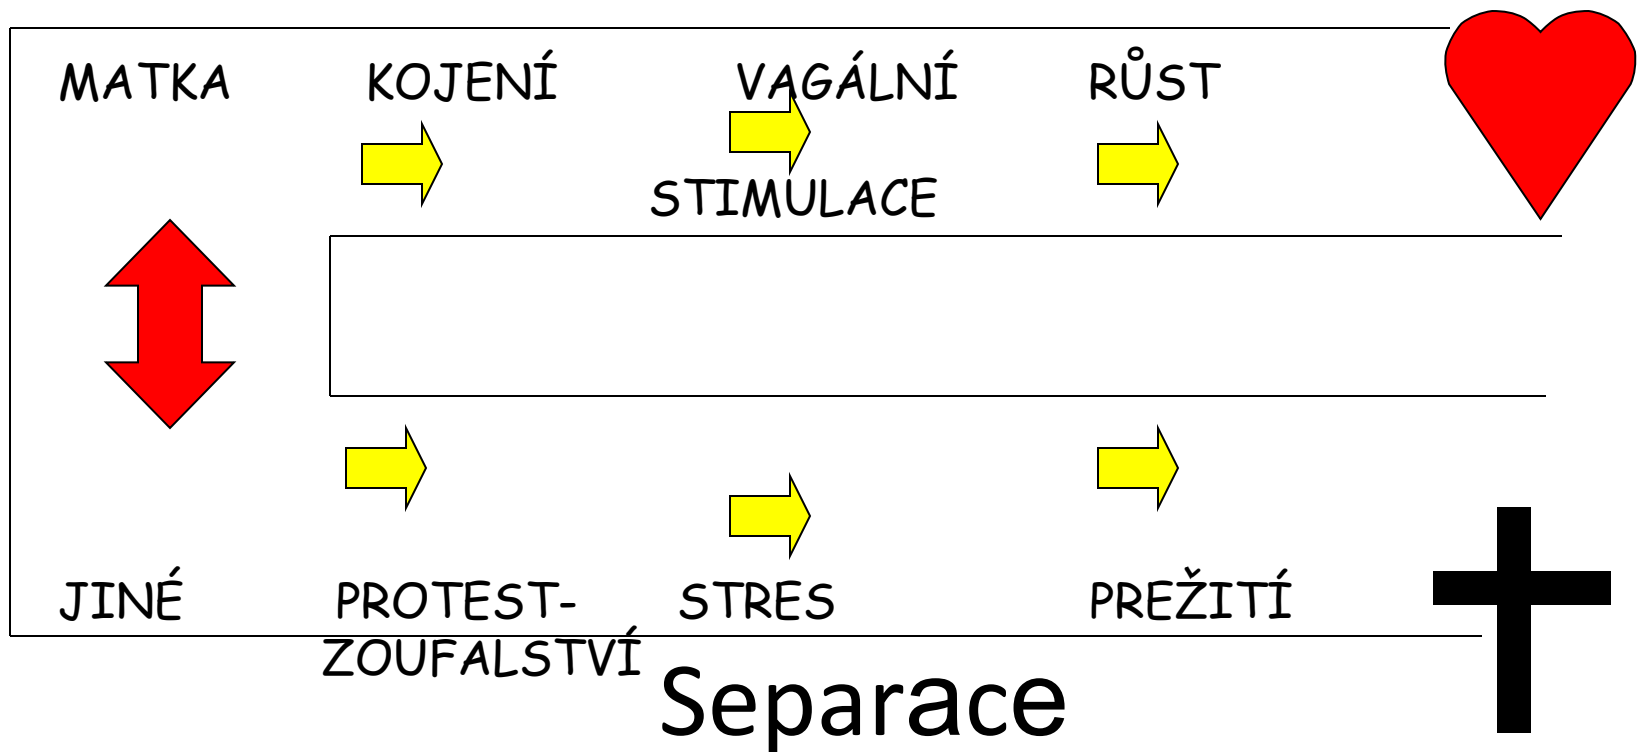 MATKA KOJENÍ VAGÁLNÍ RŮST
STIMULACE
JINÉ PROTEST- STRES PREŽITÍ
ZOUFALSTVÍ
Separace